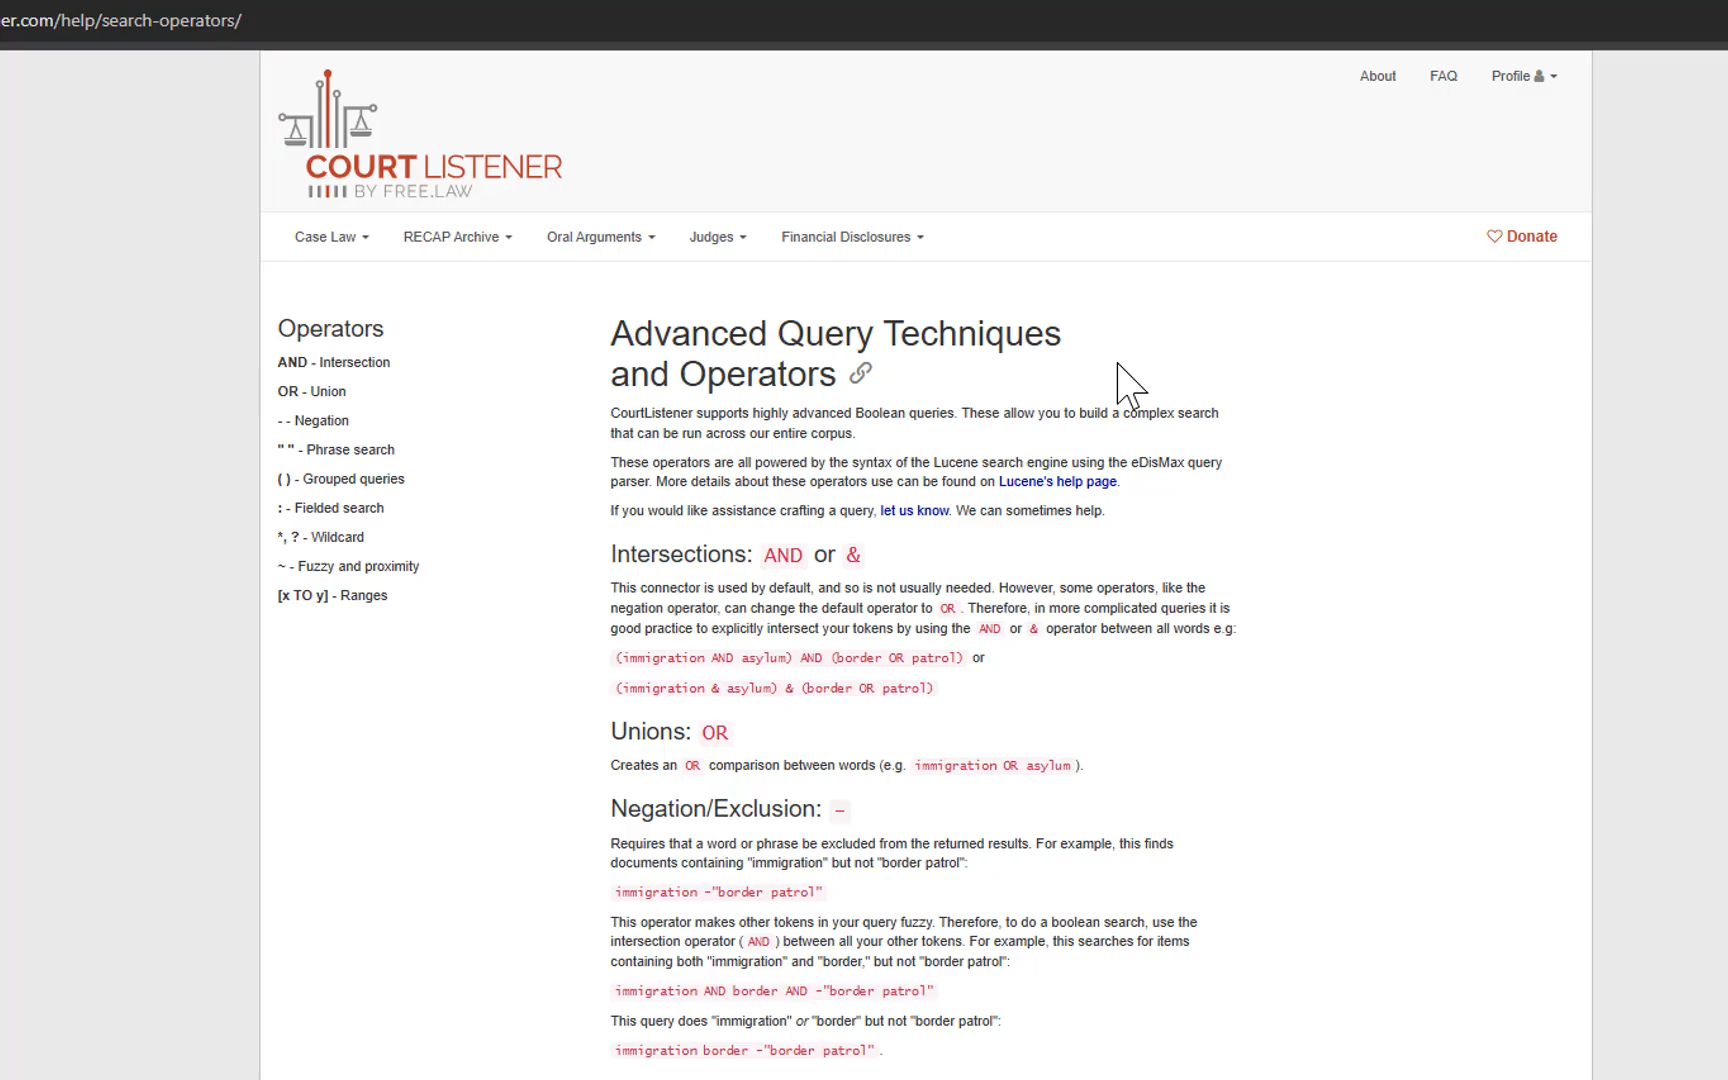 er.com/help/search-operators/
About FAQ Profile
COURT LISTENER
BY FREE.LAW
Case Law RECAP Archive Oral Arguments Judges Financial Disclosures Donate
Operators
AND - Intersection
OR - Union
- - Negation
" " - Phrase search
( ) - Grouped queries
: - Fielded search
*, ? - Wildcard
~ - Fuzzy and proximity
[x TO y] - Ranges
Advanced Query Techniques
and Operators
CourtListener supports highly advanced Boolean queries. These allow you to build a complex search
that can be run across our entire corpus.
These operators are all powered by the syntax of the Lucene search engine using the eDisMax query
parser. More details about these operators use can be found on Lucene's help page.
If you would like assistance crafting a query, let us know. We can sometimes help.
Intersections: AND or &
This connector is used by default, and so is not usually needed. However, some operators, like the
negation operator, can change the default operator to OR . Therefore, in more complicated queries it is
good practice to explicitly intersect your tokens by using the AND or & operator between all words e.g:
(immigration AND asylum) AND (border OR patrol) or
(immigration & asylum) & (border OR patrol)
Unions: OR
Creates an OR comparison between words (e.g. immigration OR asylum ).
Negation/Exclusion: -
Requires that a word or phrase be excluded from the returned results. For example, this finds
documents containing "immigration" but not "border patrol":
immigration -"border patrol"
This operator makes other tokens in your query fuzzy. Therefore, to do a boolean search, use the
intersection operator ( AND ) between all your other tokens. For example, this searches for items
containing both "immigration" and "border," but not "border patrol":
immigration AND border AND -"border patrol"
This query does "immigration" or "border" but not "border patrol":
immigration border -"border patrol" .